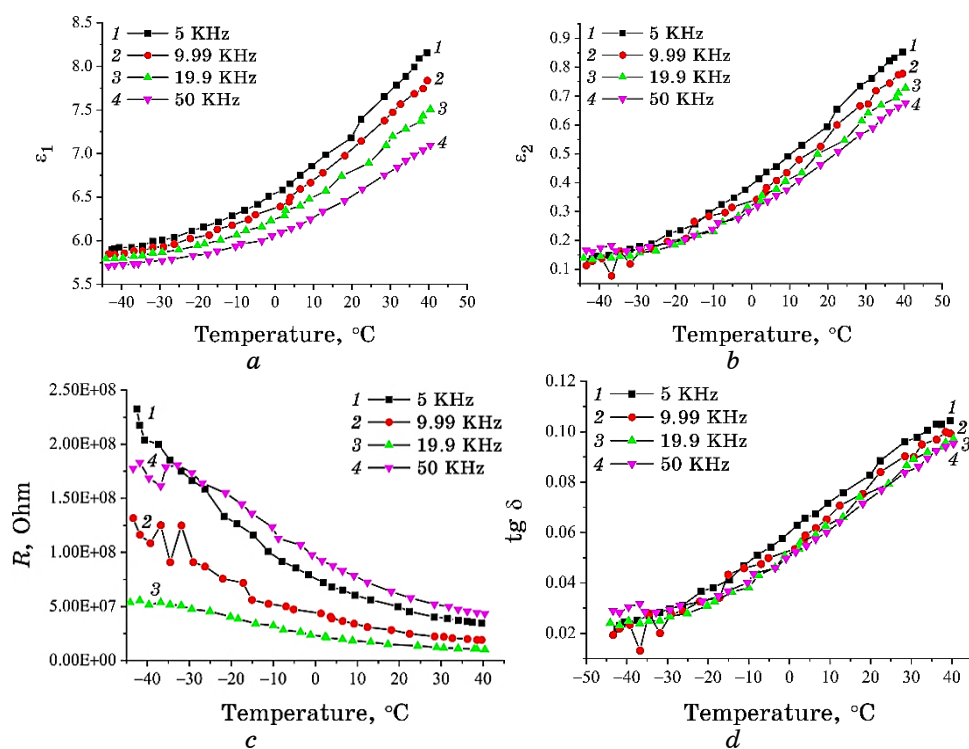 8.5
8.0
7.5
7.0
6.5
6.0
5.5
ε1
1 5 KHz
2 9.99 KHz
3 19.9 KHz
4 50 KHz
1
2
3
4
−40 −30 −20 −10 0 10 20 30 40 50
Temperature, °C
a
0.9
0.8
0.7
0.6
0.5
0.4
0.3
0.2
0.1
ε2
1 5 KHz
2 9.99 KHz
3 19.9 KHz
4 50 KHz
1
2
3
4
−40 −30 −20 −10 0 10 20 30 40 50
Temperature, °C
b
2.50E+08
2.00E+08
1.50E+08
1.00E+08
5.00E+07
0.00E+00
R, Ohm
1 5 KHz
2 9.99 KHz
3 19.9 KHz
4 50 KHz
1
4
2
3
−40 −30 −20 −10 0 10 20 30 40
Temperature, °C
c
0.12
0.10
0.08
0.06
0.04
0.02
tg δ
1 5 KHz
2 9.99 KHz
3 19.9 KHz
4 50 KHz
1
2
3
4
−50 −40 −30 −20 −10 0 10 20 30 40 50
Temperature, °C
d